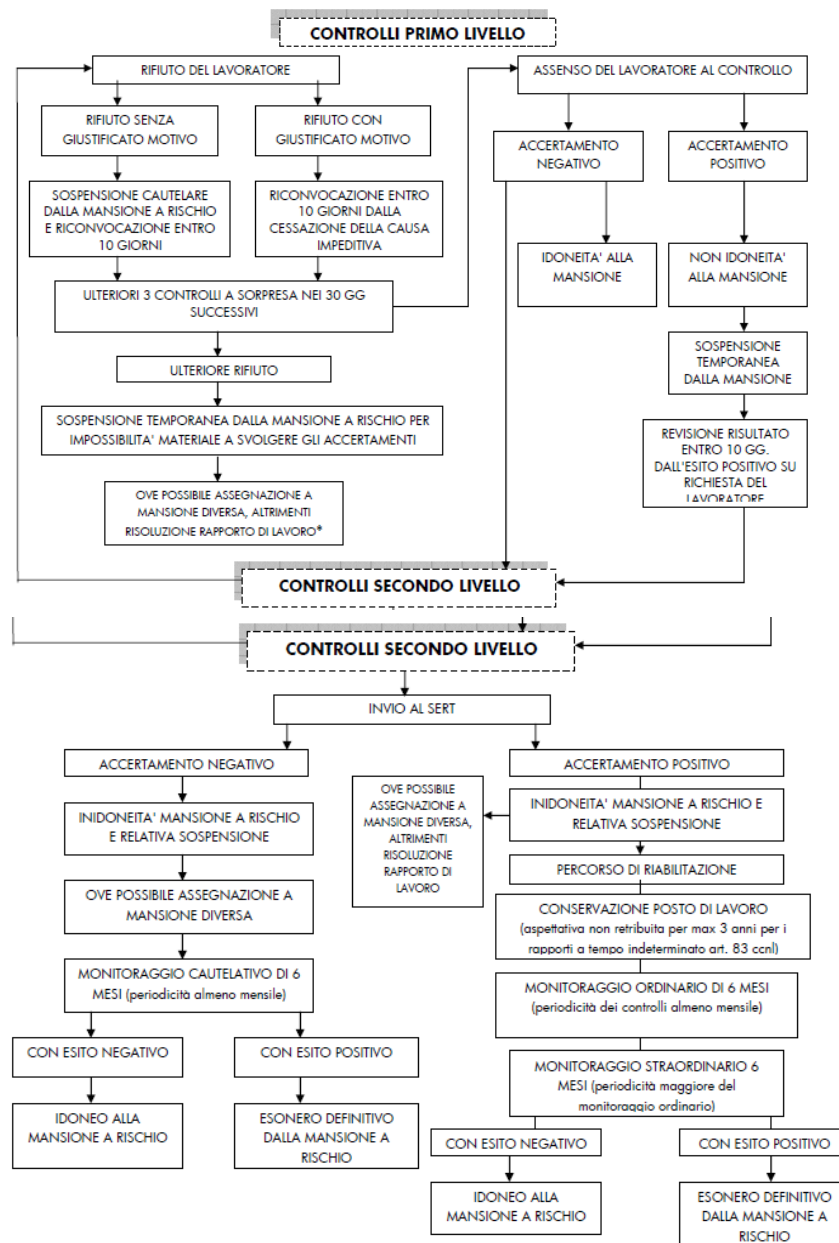 CONTROLLI PRIMO LIVELLO
RIFIUTO DEL LAVORATORE
ASSENSO DEL LAVORATORE AL CONTROLLO
RIFIUTO SENZA
GIUSTIFICATO MOTIVO
RIFIUTO CON
GIUSTIFICATO MOTIVO
ACCERTAMENTO
NEGATIVO
ACCERTAMENTO
POSITIVO
SOSPENSIONE CAUTELARE
DALLA MANSIONE A RISCHIO
E RICONVOCAZIONE ENTRO
10 GIORNI
RICONVOCAZIONE ENTRO
10 GIORNI DALLA
CESSAZIONE DELLA CAUSA
IMPEDITIVA
IDONEITA' ALLA
MANSIONE
NON IDONEITA'
ALLA MANSIONE
ULTERIORI 3 CONTROLLI A SORPRESA NEI 30 GG
SUCCESSIVI
SOSPENSIONE
TEMPORANEA
DALLA MANSIONE
ULTERIORE RIFIUTO
SOSPENSIONE TEMPORANEA DALLA MANSIONE A RISCHIO PER
IMPOSSIBILITA' MATERIALE A SVOLGERE GLI ACCERTAMENTI
REVISIONE RISULTATO
ENTRO 10 GG.
DALL'ESITO POSITIVO SU
RICHIESTA DEL
LAVORATORE
OVE POSSIBILE ASSEGNAZIONE A
MANSIONE DIVERSA, ALTRIMENTI
RISOLUZIONE RAPPORTO DI LAVORO*
CONTROLLI SECONDO LIVELLO
CONTROLLI SECONDO LIVELLO
INVIO AL SERT
ACCERTAMENTO NEGATIVO
ACCERTAMENTO POSITIVO
INIDONEITA' MANSIONE A RISCHIO
E RELATIVA SOSPENSIONE
OVE POSSIBILE
ASSEGNAZIONE A
MANSIONE DIVERSA,
ALTRIMENTI
RISOLUZIONE
RAPPORTO DI
LAVORO
INIDONEITA' MANSIONE A RISCHIO E
RELATIVA SOSPENSIONE
PERCORSO DI RIABILITAZIONE
OVE POSSIBILE ASSEGNAZIONE A
MANSIONE DIVERSA
CONSERVAZIONE POSTO DI LAVORO
(aspettativa non retribuita per max 3 anni per i
rapporti a tempo indeterminato art. 83 ccnl)
MONITORAGGIO CAUTELATIVO DI 6
MESI (periodicità almeno mensile)
MONITORAGGIO ORDINARIO DI 6 MESI
(periodicità dei controlli almeno mensile)
CON ESITO NEGATIVO
CON ESITO POSITIVO
MONITORAGGIO STRAORDINARIO 6
MESI (periodicità maggiore del
monitoraggio ordinario)
IDONEO ALLA
MANSIONE A RISCHIO
ESONERO DEFINITIVO
DALLA MANSIONE A
RISCHIO
CON ESITO NEGATIVO
CON ESITO POSITIVO
IDONEO ALLA
MANSIONE A RISCHIO
ESONERO DEFINITIVO
DALLA MANSIONE A
RISCHIO